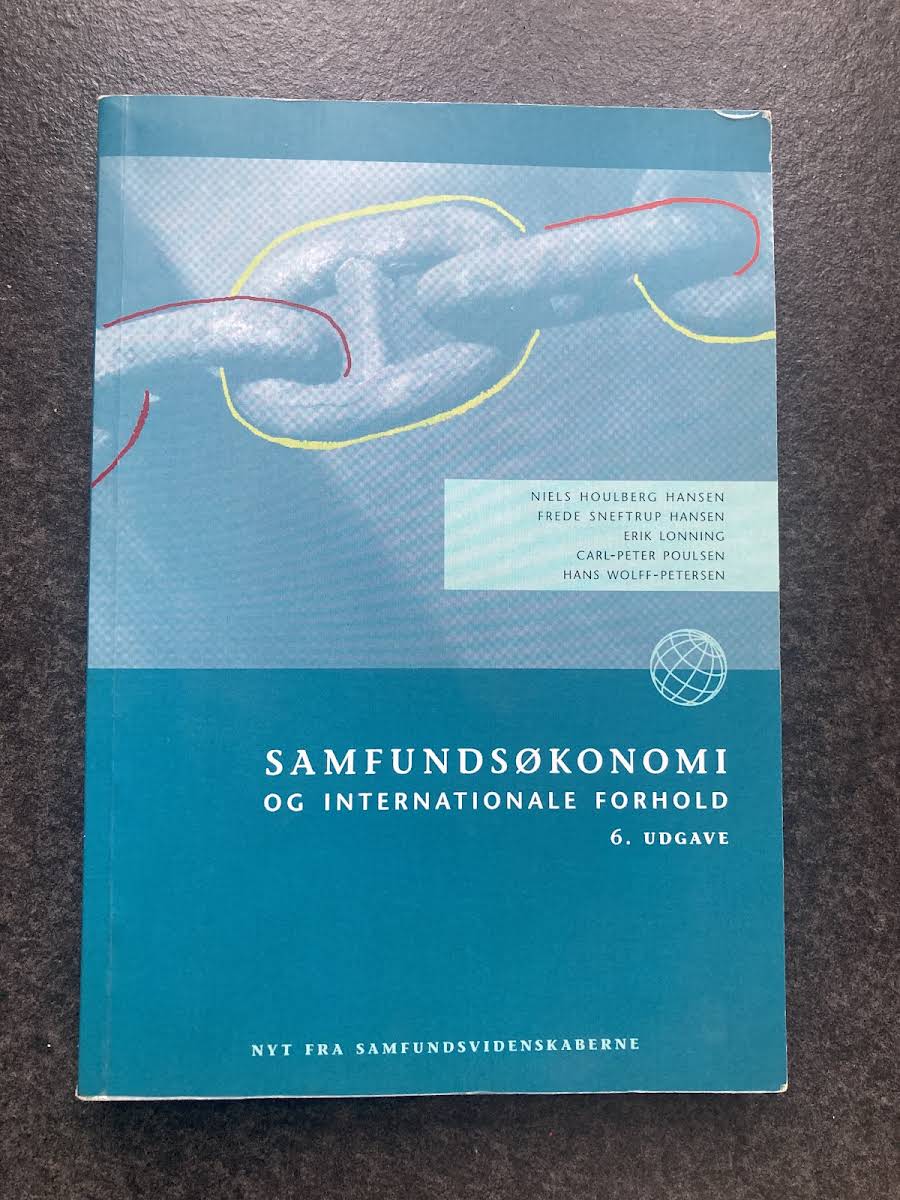 NIELS HOULBERG HANSEN
FREDE SNEFTRUP HANSEN
ERIK LONNING
CARL-PETER POULSEN
HANS WOLFF-PETERSEN
SAMFUNDSØKONOMI
OG INTERNATIONALE FORHOLD
6. UDGAVE
NYT FRA SAMFUNDSVIDENSKABERNE